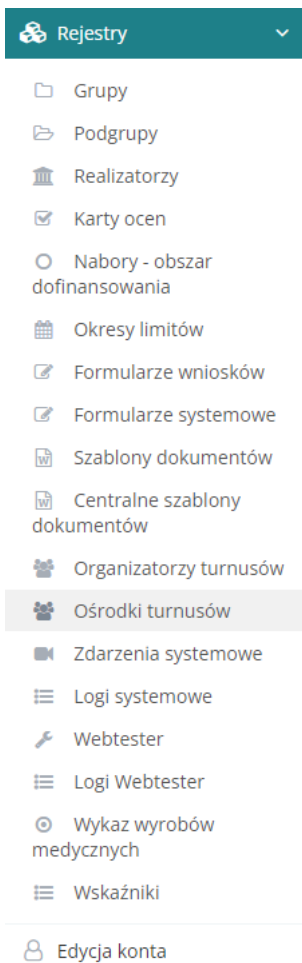 Rejestry
Grupy
Podgrupy
Realizatorzy
Karty ocen
Nabory - obszar
dofinansowania
Okresy limitów
Formularze wniosków
Formularze systemowe
Szablony dokumentów
Centralne szablony
dokumentów
Organizatorzy turnusów
Ośrodki turnusów
Zdarzenia systemowe
Logi systemowe
Webtester
Logi Webtester
Wykaz wyrobów
medycznych
Wskaźniki
Edycja konta